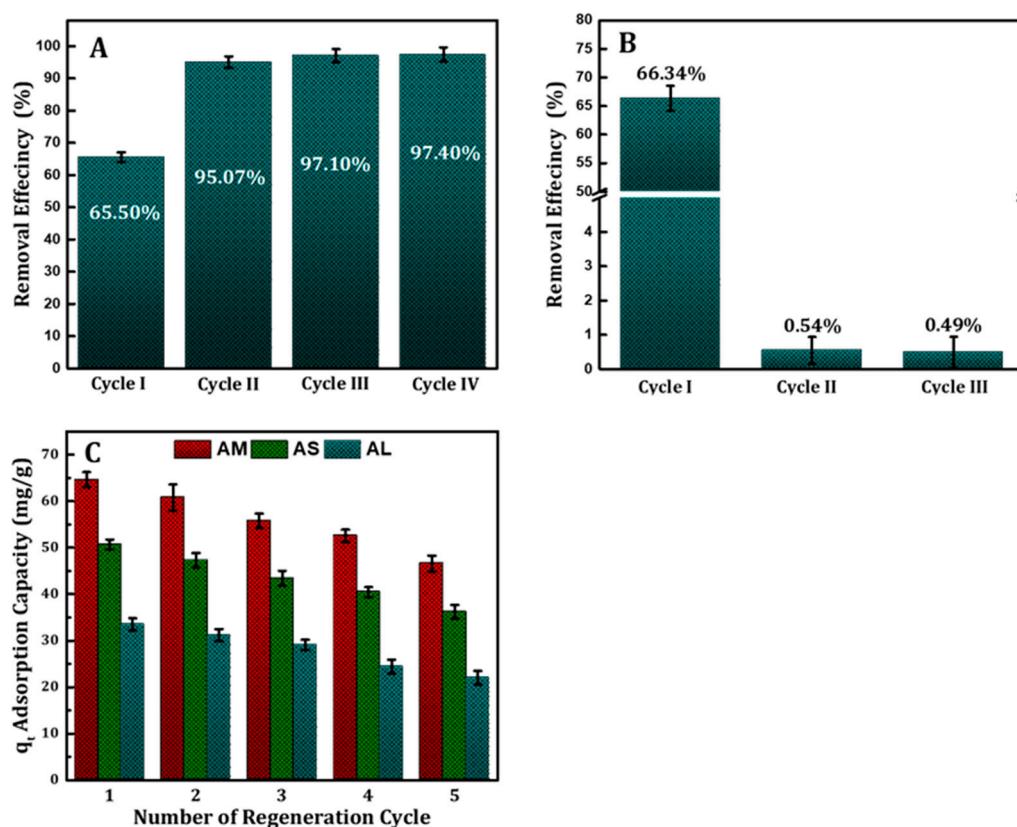 A
Removal Effecincy (%)
100
90
80
70
60
50
40
30
20
10
0
65.50%
95.07%
97.10%
97.40%
Cycle I
Cycle II
Cycle III
Cycle IV
B
Removal Effecincy (%)
80
75
70
65
60
55
50
4
3
2
1
0
66.34%
0.54%
0.49%
Cycle I
Cycle II
Cycle III
C
AM
AS
AL
qt Adsorption Capacity (mg/g)
70
60
50
40
30
20
10
0
1
2
3
4
5
Number of Regeneration Cycle